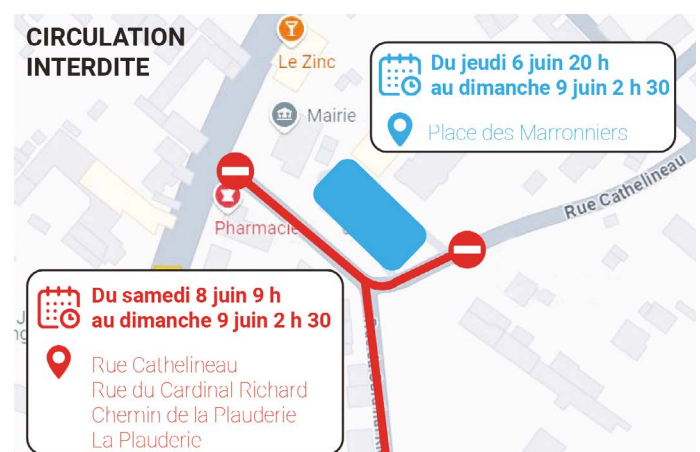 CIRCULATION
INTERDITE
Le Zinc
Mairie
Du jeudi 6 juin 20 h
au dimanche 9 juin 2 h 30
Place des Marronniers
Rue Cathelineau
Pharmacie
Du samedi 8 juin 9 h
au dimanche 9 juin 2 h 30
Rue Cathelineau
Rue du Cardinal Richard
Chemin de la Plauderie
La Plauderie